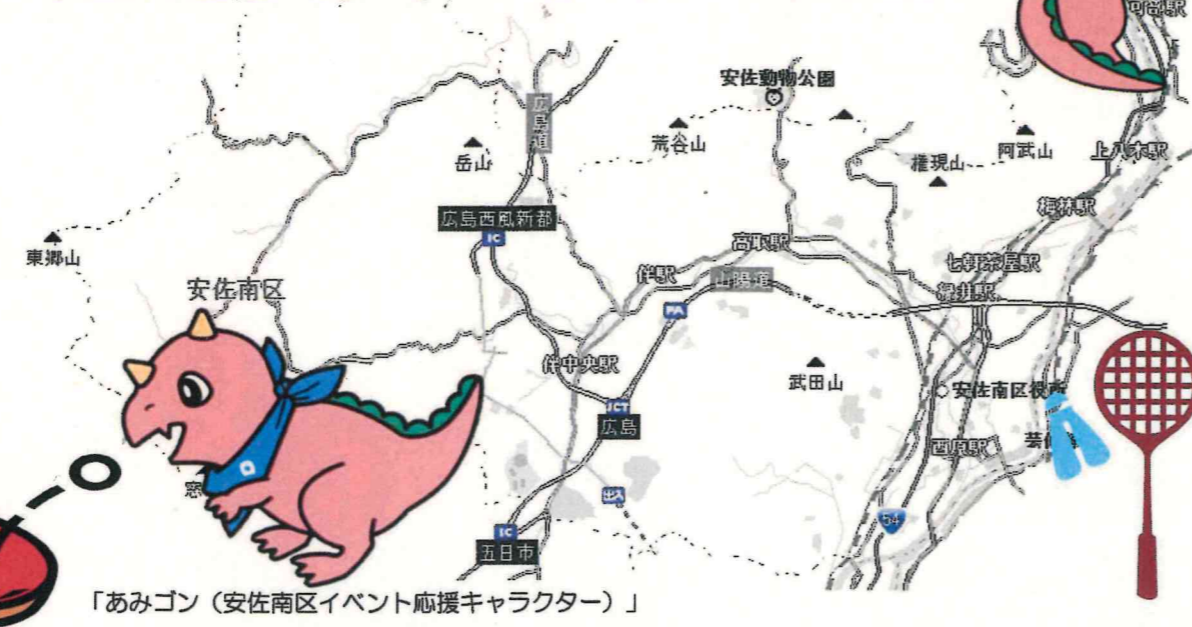 可部駅
安佐動物公園
広島道
荒谷山
岳山
阿武山
上八木駅
権現山
広島西風新都
IC
梅林駅
東郷山
高取駅
七軒茶屋駅
伴駅
山陽道
安佐南区
緑井駅
PA
伴中央駅
武田山
安佐南区役所
JCT
広島
西原駅
出入
54
IC
五日市
「あみゴン（安佐南区イベント応援キャラクター）」